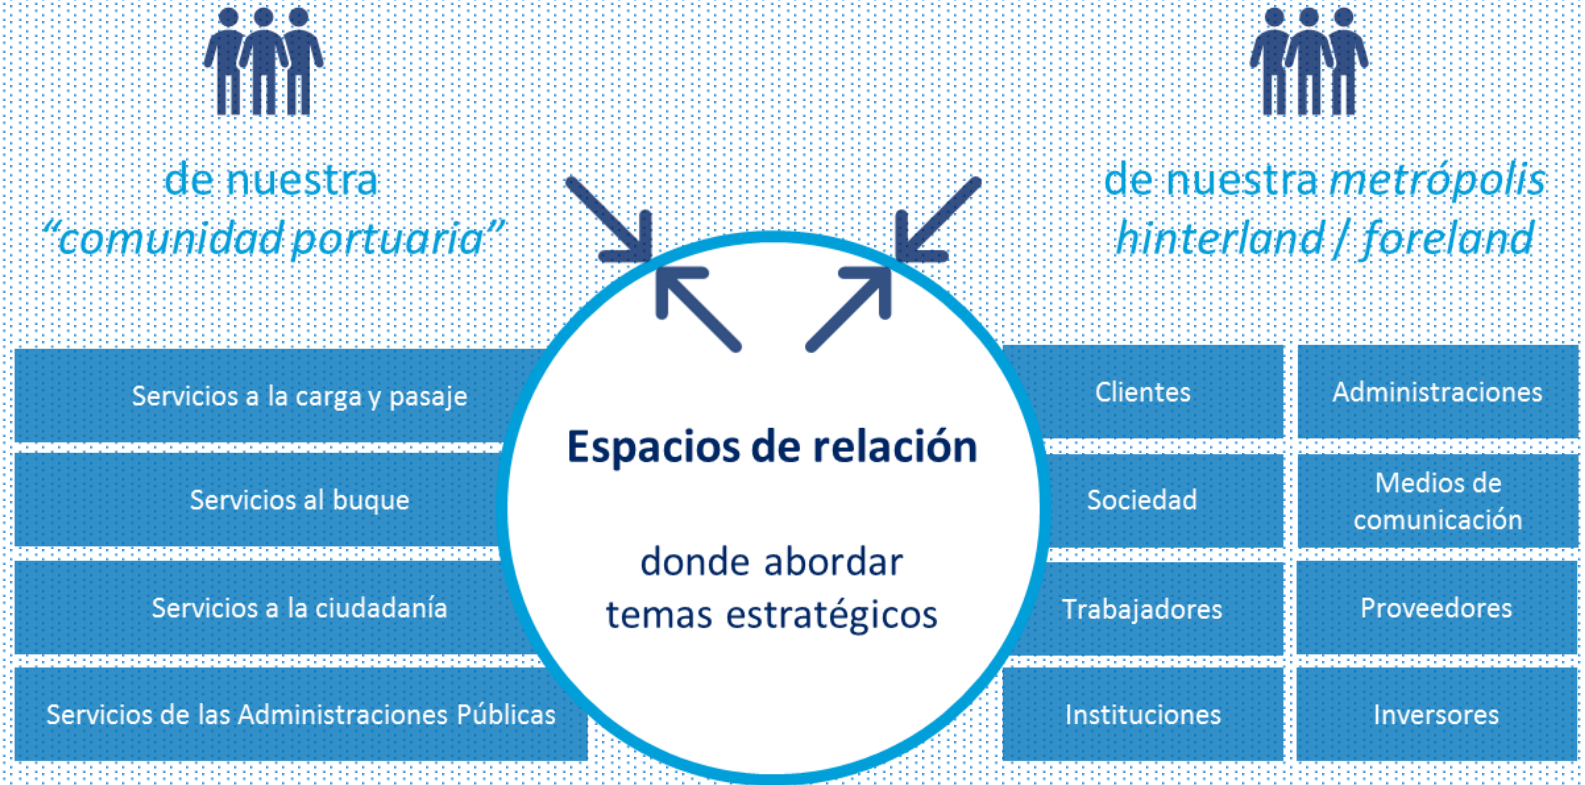 de nuestra
“comunidad portuaria”
Servicios a la carga y pasaje
Servicios al buque
Servicios a la ciudadanía
Servicios de las Administraciones Públicas
Espacios de relación
donde abordar
temas estratégicos
de nuestra metrópolis
hinterland / foreland
Clientes
Administraciones
Sociedad
Medios de
comunicación
Trabajadores
Proveedores
Instituciones
Inversores